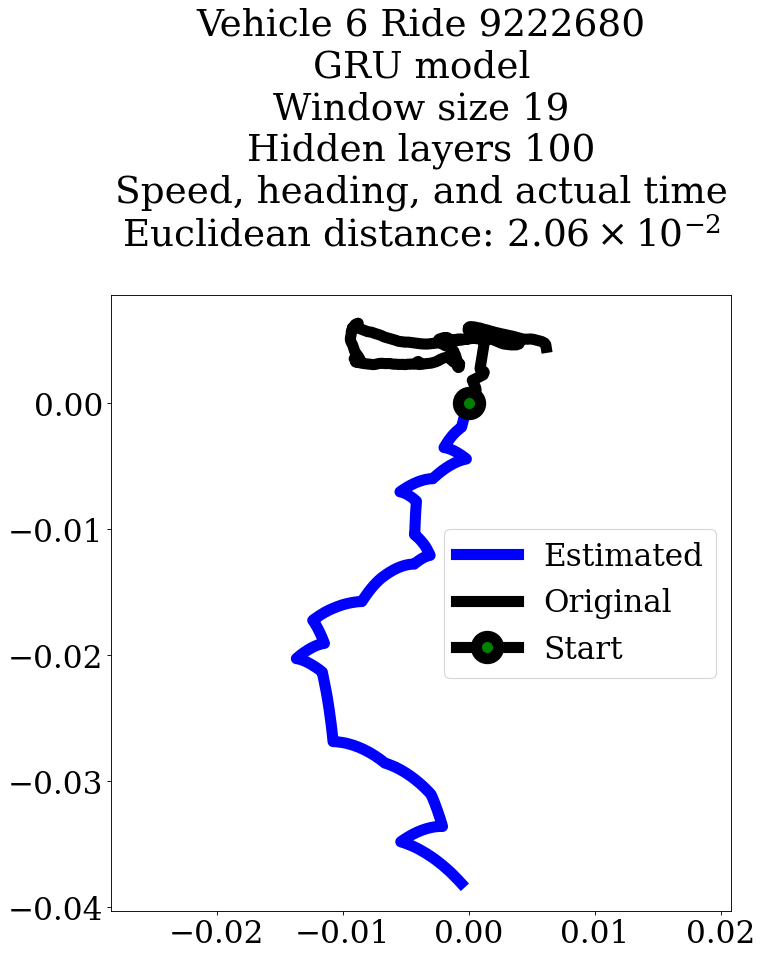 Vehicle 6 Ride 9222680
GRU model
Window size 19
Hidden layers 100
Speed, heading, and actual time
Euclidean distance: 2.06 × 10⁻²
0.00
−0.01
−0.02
−0.03
−0.04
Estimated
Original
Start
−0.02 −0.01 0.00 0.01 0.02